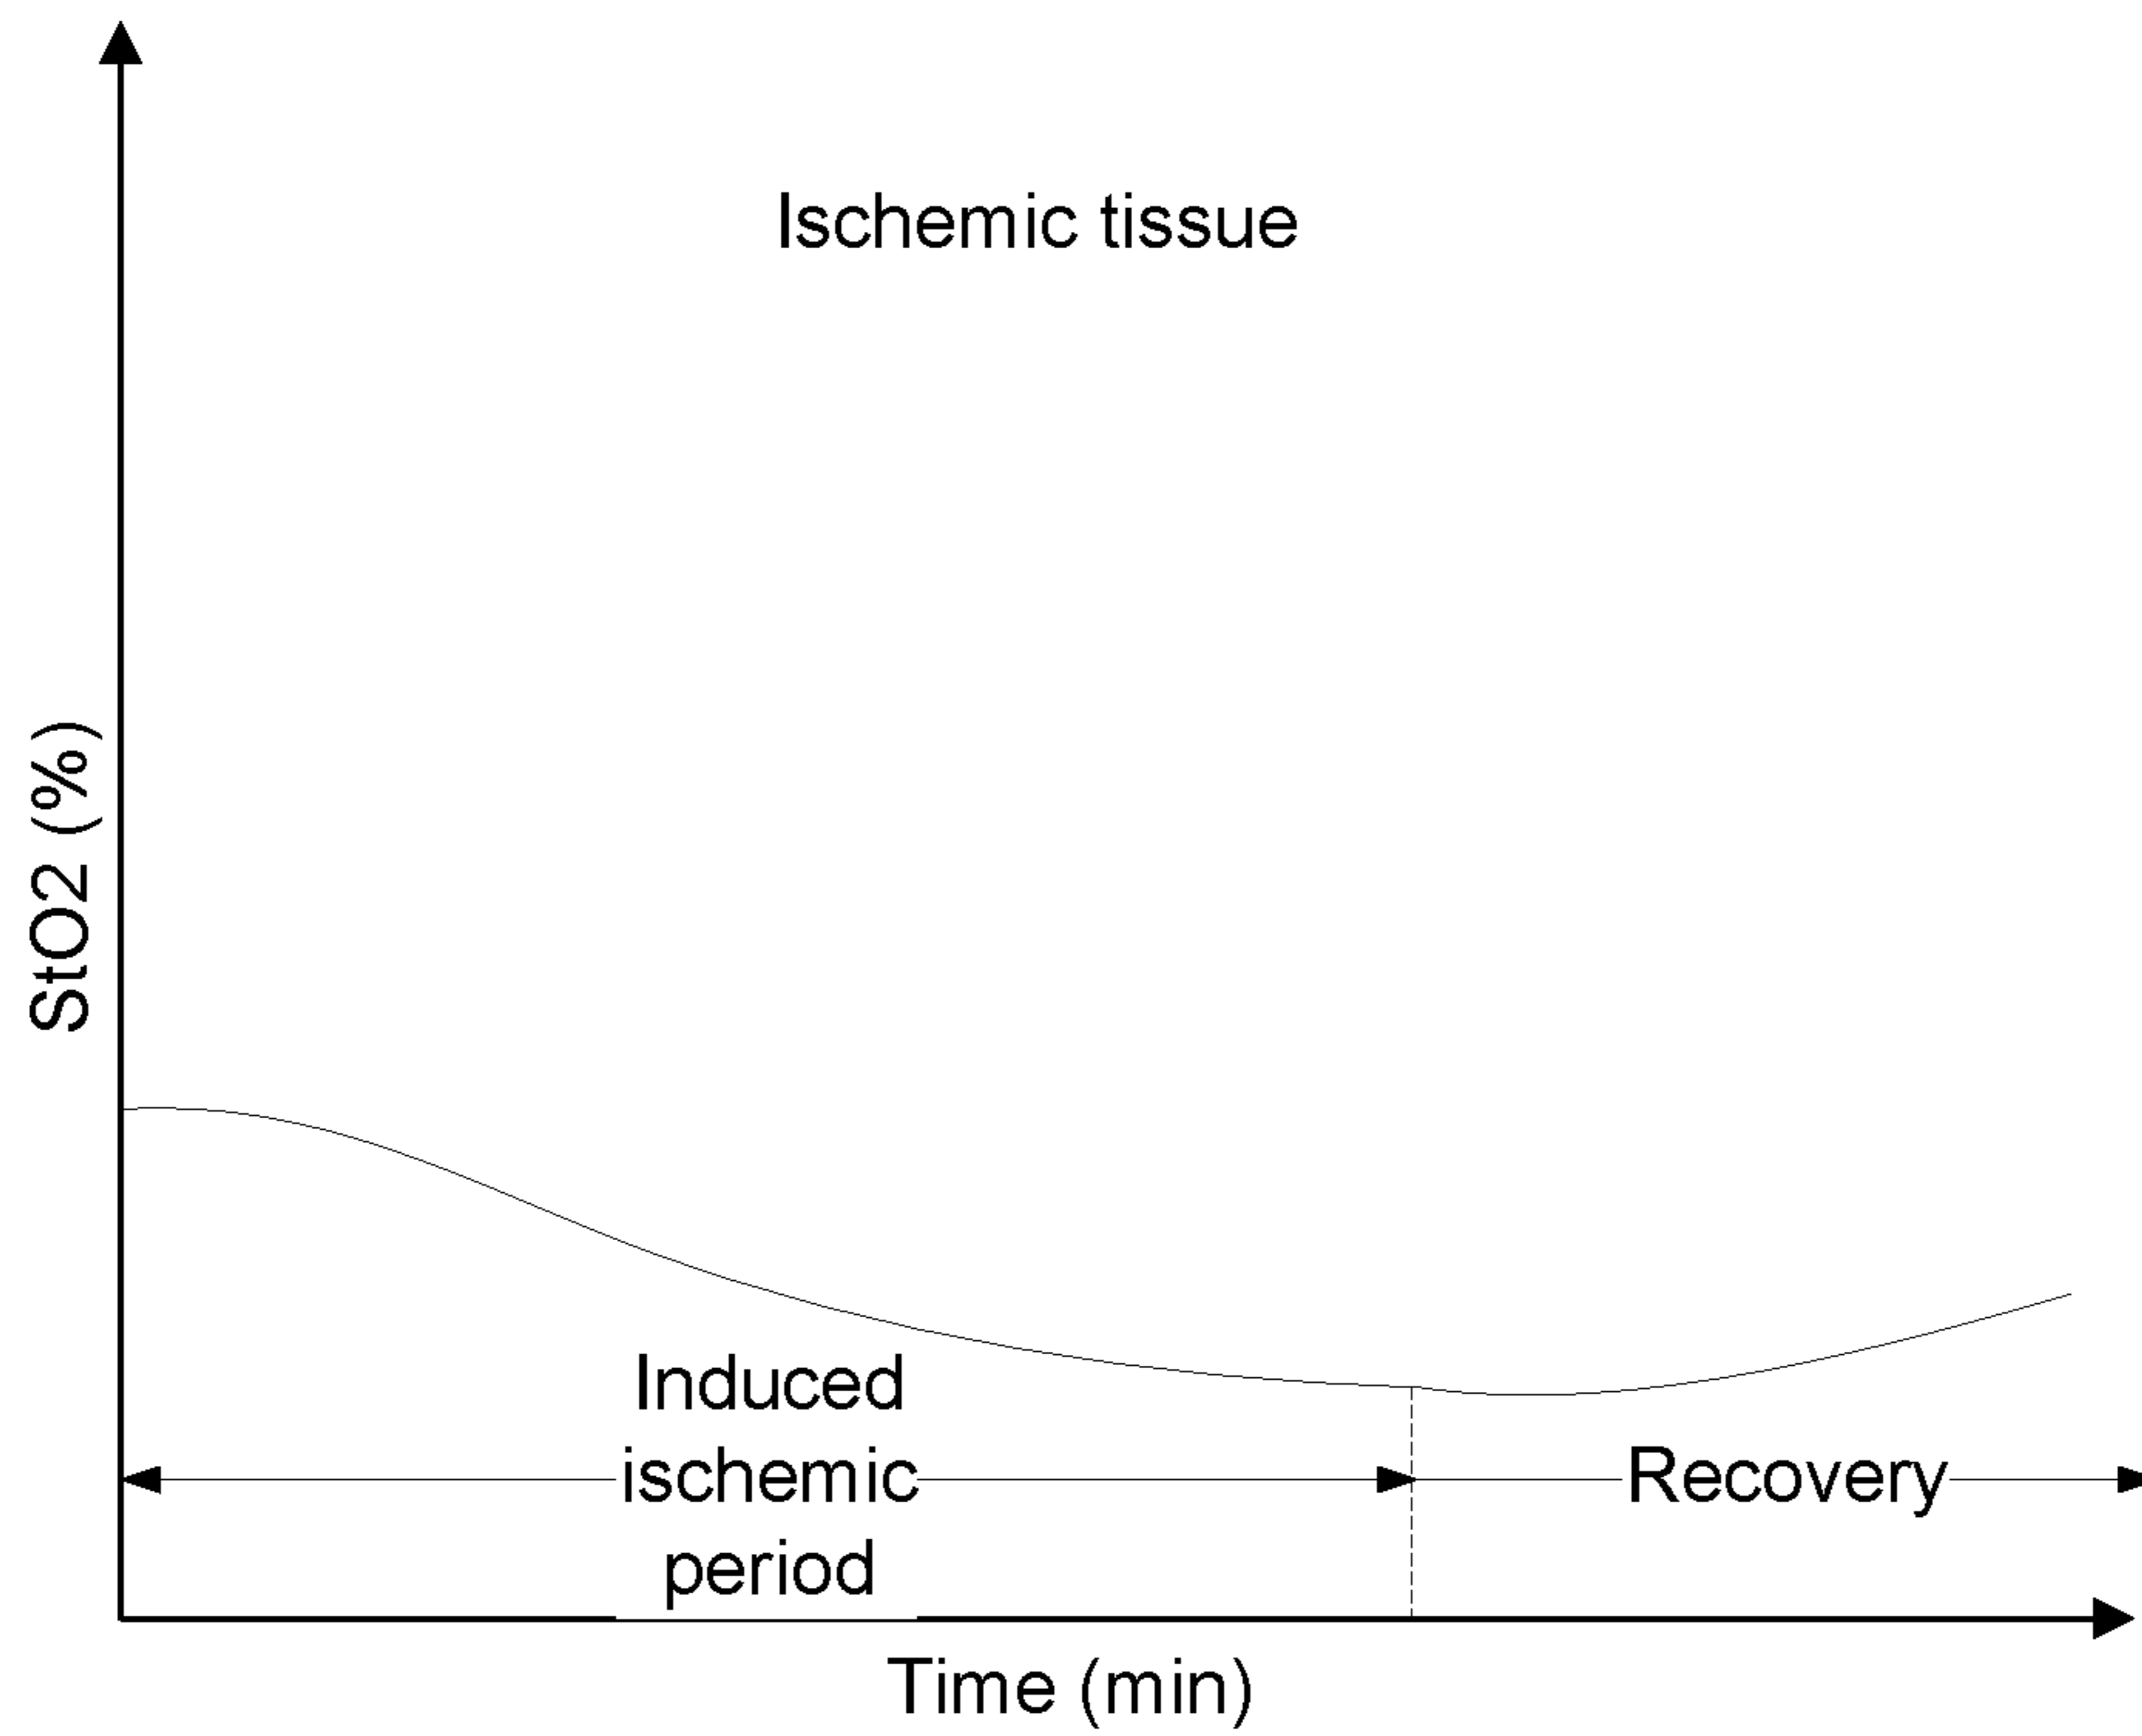 Ischemic tissue
StO2 (%)
Induced
ischemic
period
Recovery
Time (min)